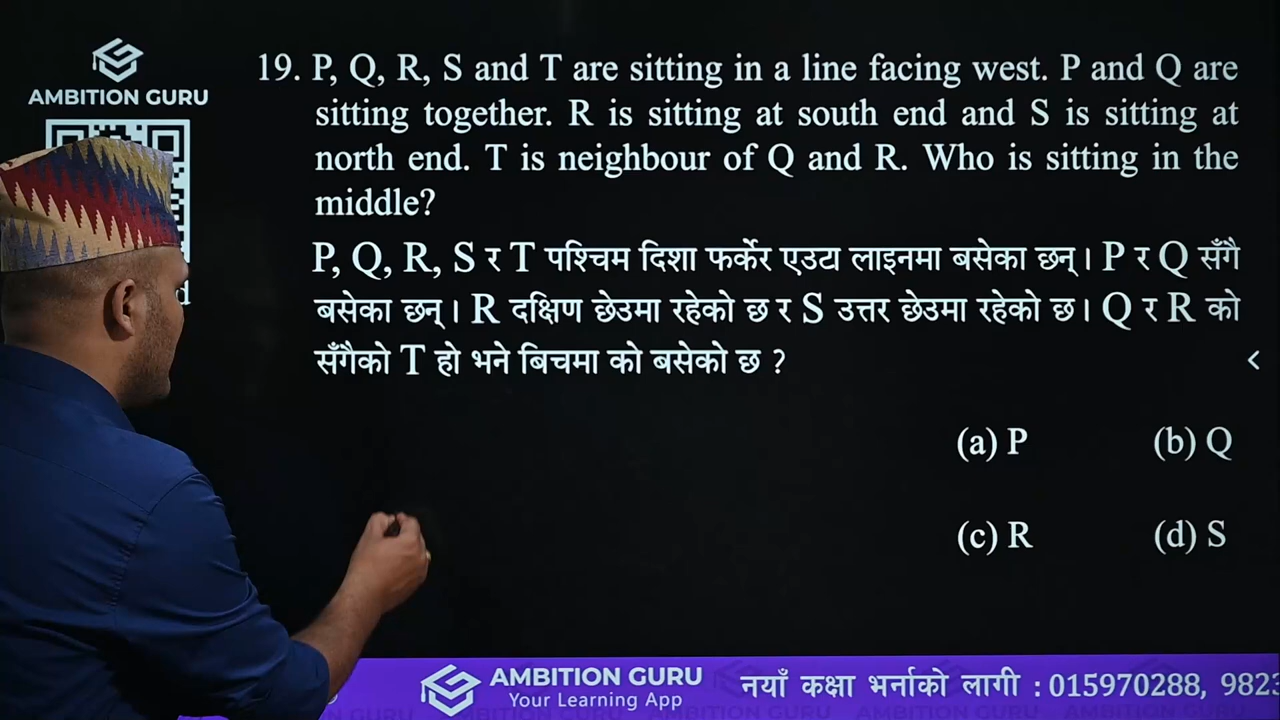 AMBITION GURU
19. P, Q, R, S and T are sitting in a line facing west. P and Q are
sitting together. R is sitting at south end and S is sitting at
north end. T is neighbour of Q and R. Who is sitting in the
middle?
P, Q, R, S र T पश्चिम दिशा फर्केर एउटा लाइनमा बसेका छन्। P र Q सँगै
बसेका छन्। R दक्षिण छेउमा रहेको छ र S उत्तर छेउमा रहेको छ। Q र R को
सँगैको T हो भने बिचमा को बसेको छ ?
<
(a) P (b) Q
(c) R (d) S
AMBITION GURU
Your Learning App
नयाँ कक्षा भर्नाको लागी : 015970288, 982